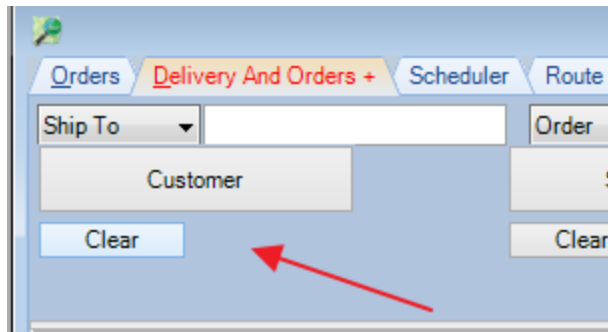 Orders Delivery And Orders + Scheduler Route
Ship To Order
Customer S
Clear Clear